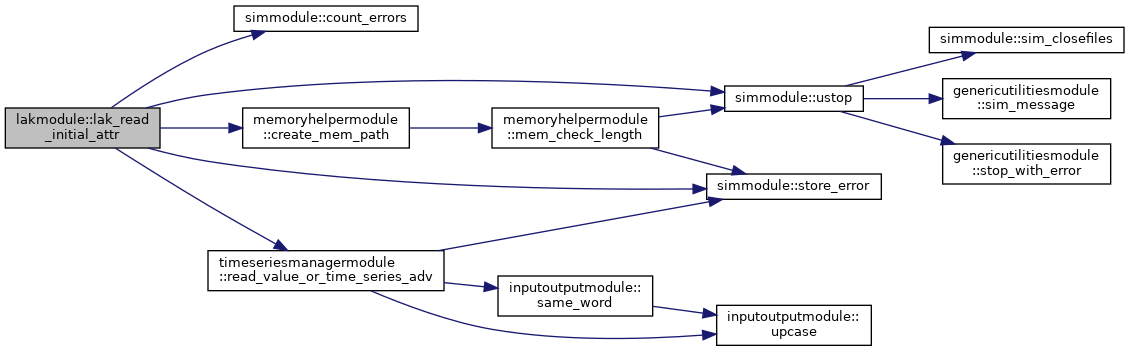 simmodule::count_errors
simmodule::sim_closefiles
simmodule::ustop
genericutilitiesmodule
::sim_message
lakmodule::lak_read
_initial_attr
memoryhelpermodule
::create_mem_path
memoryhelpermodule
::mem_check_length
genericutilitiesmodule
::stop_with_error
simmodule::store_error
timeseriesmanagermodule
::read_value_or_time_series_adv
inputoutputmodule::
same_word
inputoutputmodule::
upcase